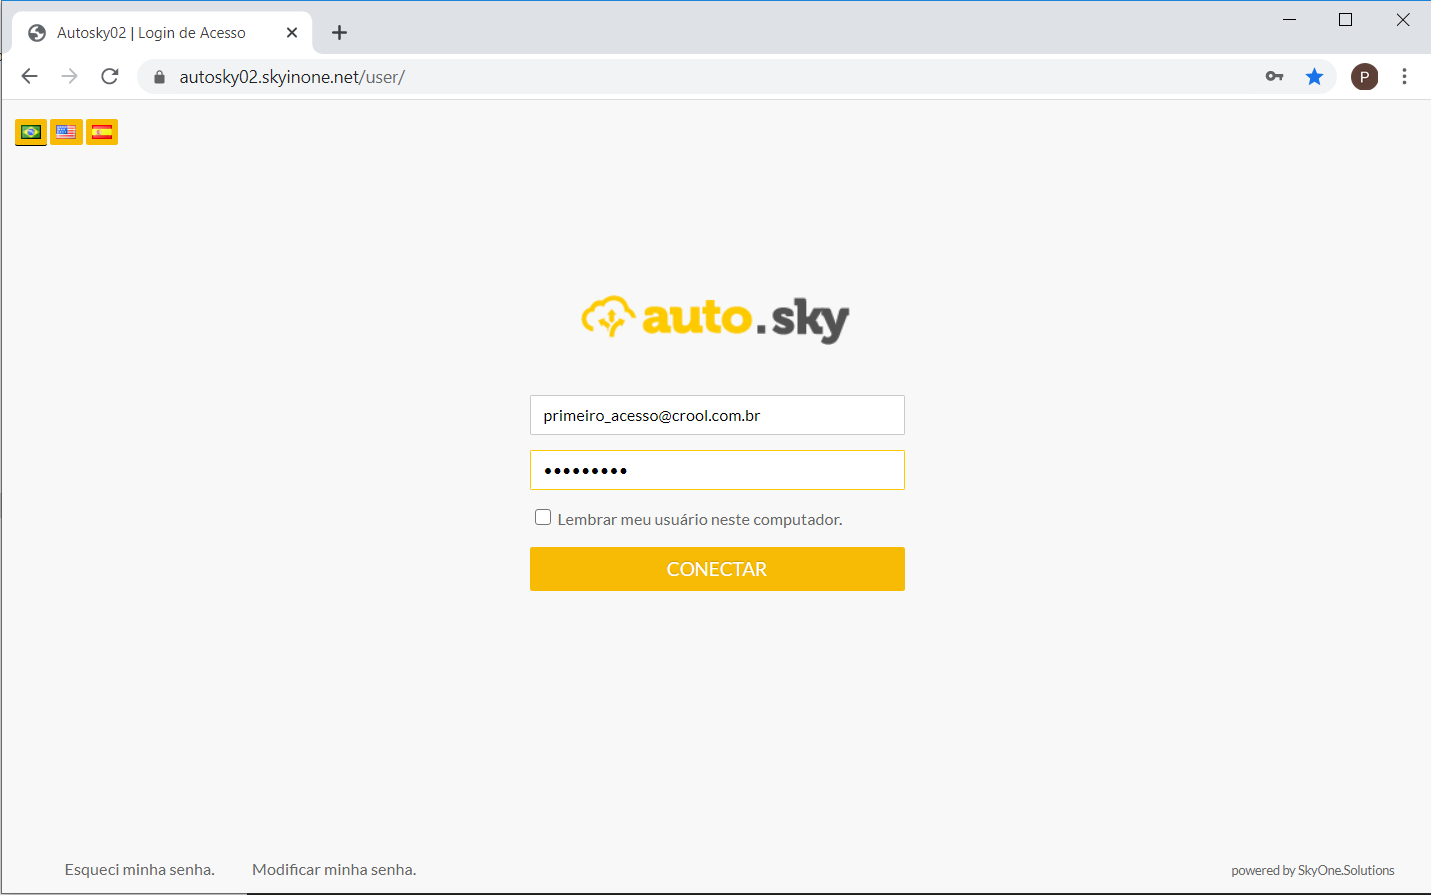 Autosky02 | Login de Acesso
autosky02.skyinone.net/user/
P
auto.sky
primeiro_acesso@crool.com.br
•••••••••
Lembrar meu usuário neste computador.
CONECTAR
Esqueci minha senha.
Modificar minha senha.
powered by SkyOne.Solutions